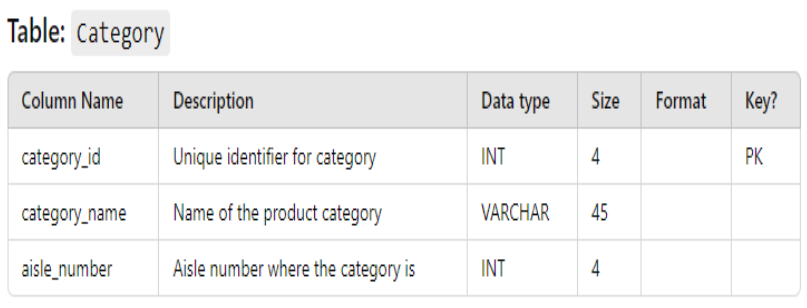 Table: Category
Column Name Description Data type Size Format Key?
category_id Unique identifier for category INT 4 PK
category_name Name of the product category VARCHAR 45
aisle_number Aisle number where the category is INT 4